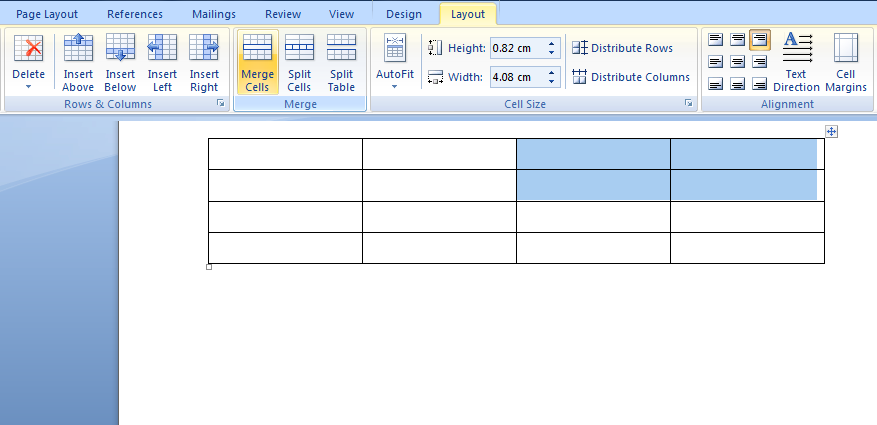 Page Layout References Mailings Review View Design Layout
Delete Insert Above Insert Below Insert Left Insert Right
Rows & Columns
Merge Cells Split Cells Split Table
Merge
AutoFit Height: 0.82 cm Distribute Rows
Width: 4.08 cm Distribute Columns
Cell Size
Text Direction Cell Margins
Alignment